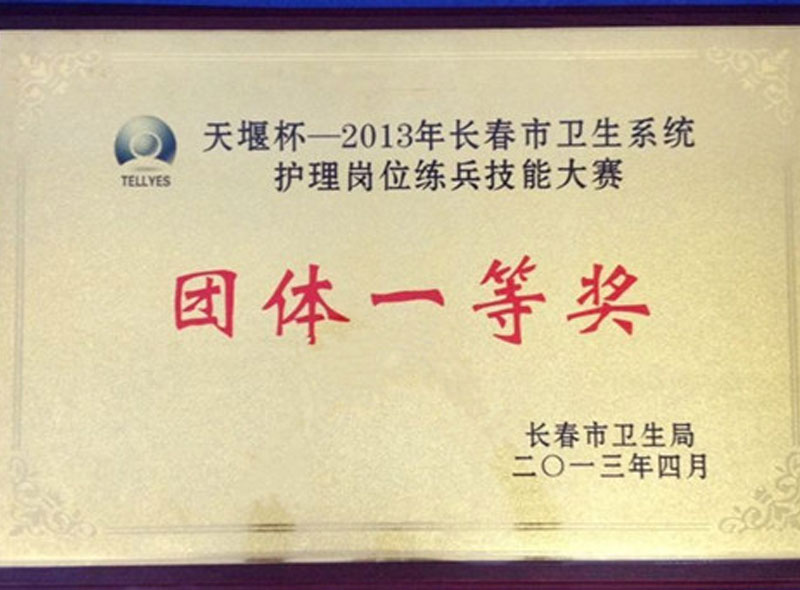 天堰杯—2013年长春市卫生系统
护理岗位练兵技能大赛
TELLYES
团体一等奖
长春市卫生局
二〇一三年四月